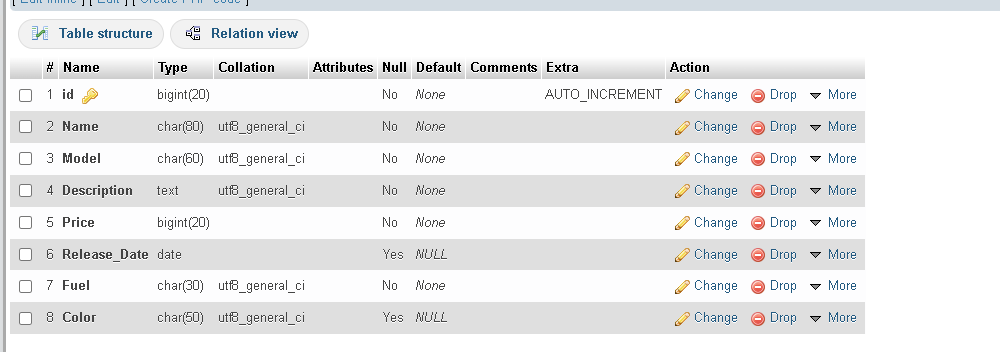 [ Edit inline ] [ Edit ] [ Create PHP code ]
Table structure Relation view
# Name Type Collation Attributes Null Default Comments Extra Action
1 id bigint(20) No None AUTO_INCREMENT Change Drop More
2 Name char(80) utf8_general_ci No None Change Drop More
3 Model char(60) utf8_general_ci No None Change Drop More
4 Description text utf8_general_ci No None Change Drop More
5 Price bigint(20) No None Change Drop More
6 Release_Date date Yes NULL Change Drop More
7 Fuel char(30) utf8_general_ci No None Change Drop More
8 Color char(50) utf8_general_ci Yes NULL Change Drop More